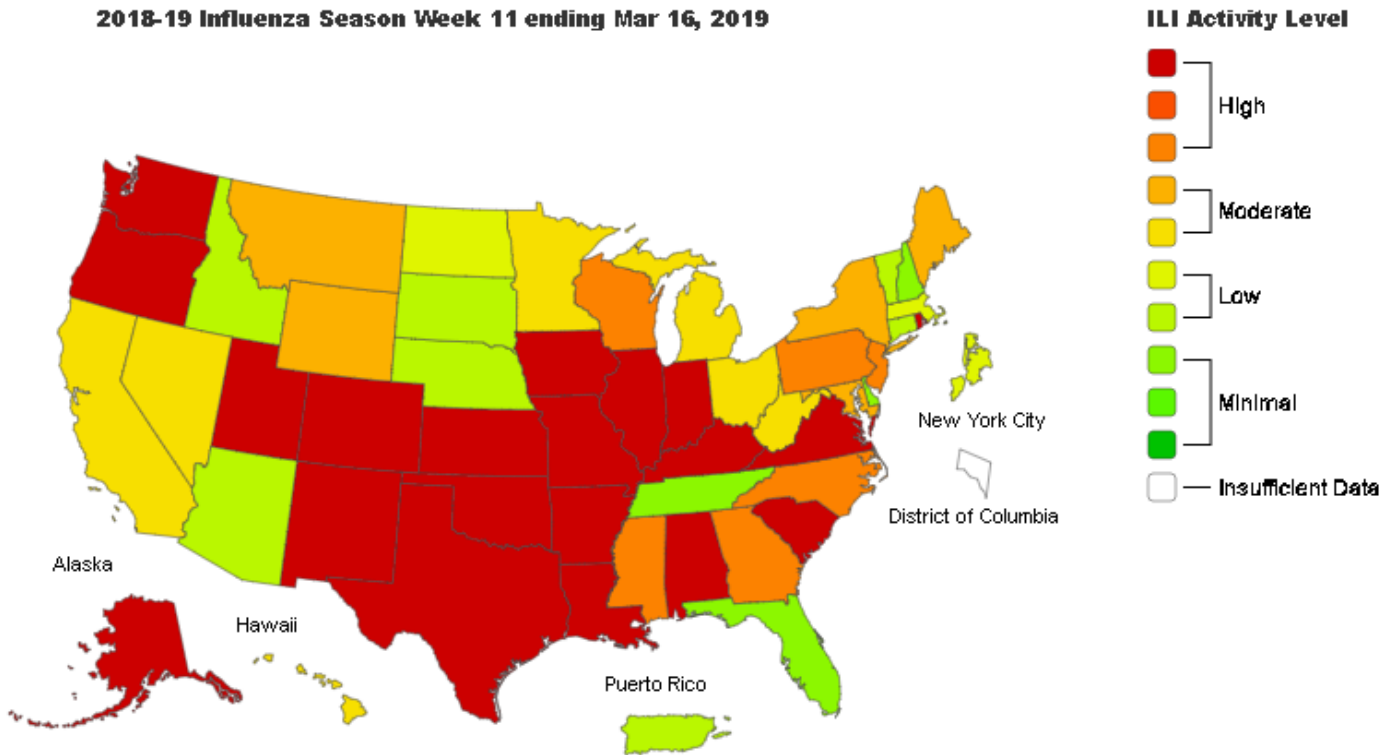 2018-19 Influenza Season Week 11 ending Mar 16, 2019
ILI Activity Level
High
Moderate
Low
Minimal
Insufficient Data
New York City
District of Columbia
Alaska
Hawaii
Puerto Rico